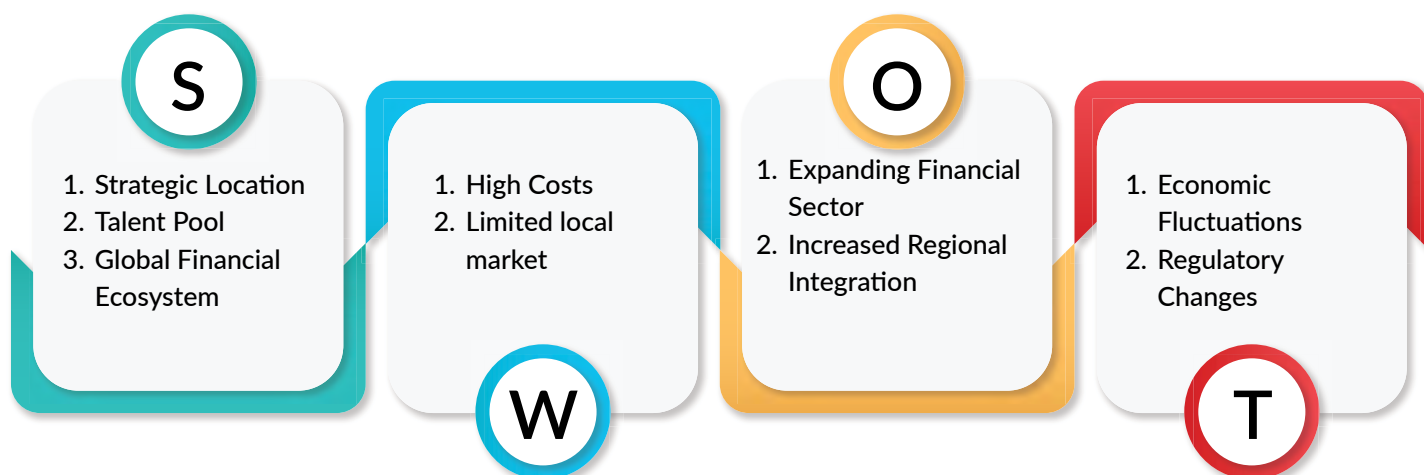 S
1. Strategic Location
2. Talent Pool
3. Global Financial
Ecosystem
W
1. High Costs
2. Limited local
market
O
1. Expanding Financial
Sector
2. Increased Regional
Integration
T
1. Economic
Fluctuations
2. Regulatory
Changes